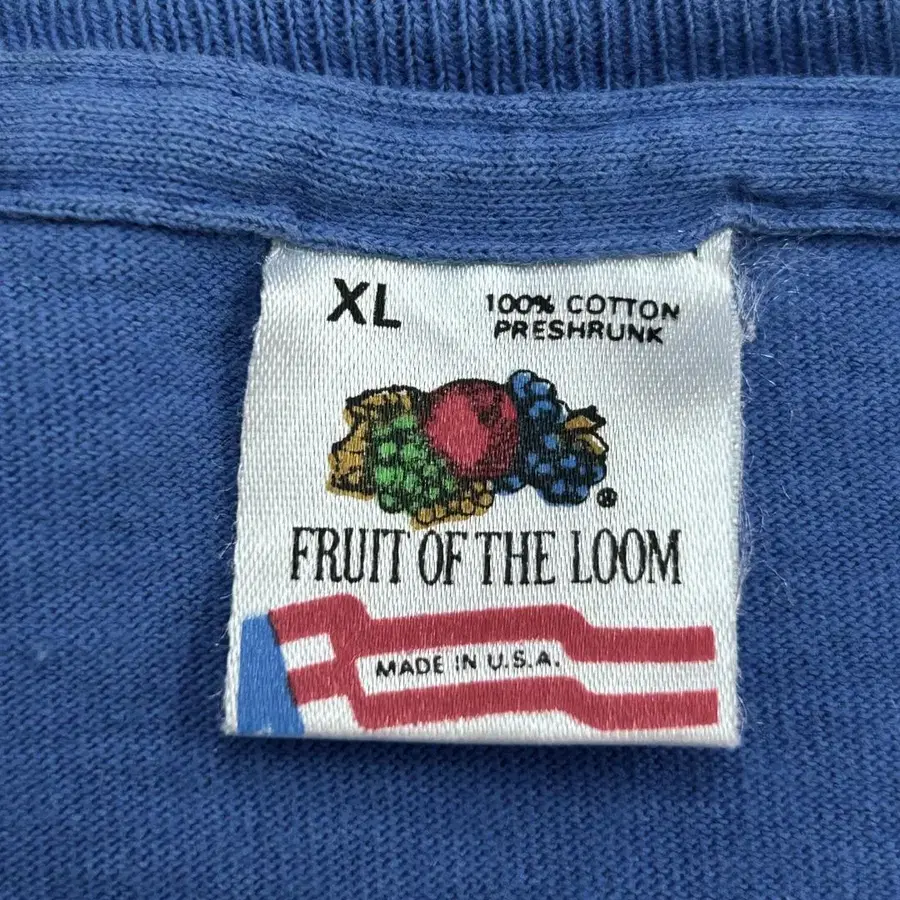 XL
100% COTTON
PRESHRUNK
®
FRUIT OF THE LOOM
MADE IN U.S.A.